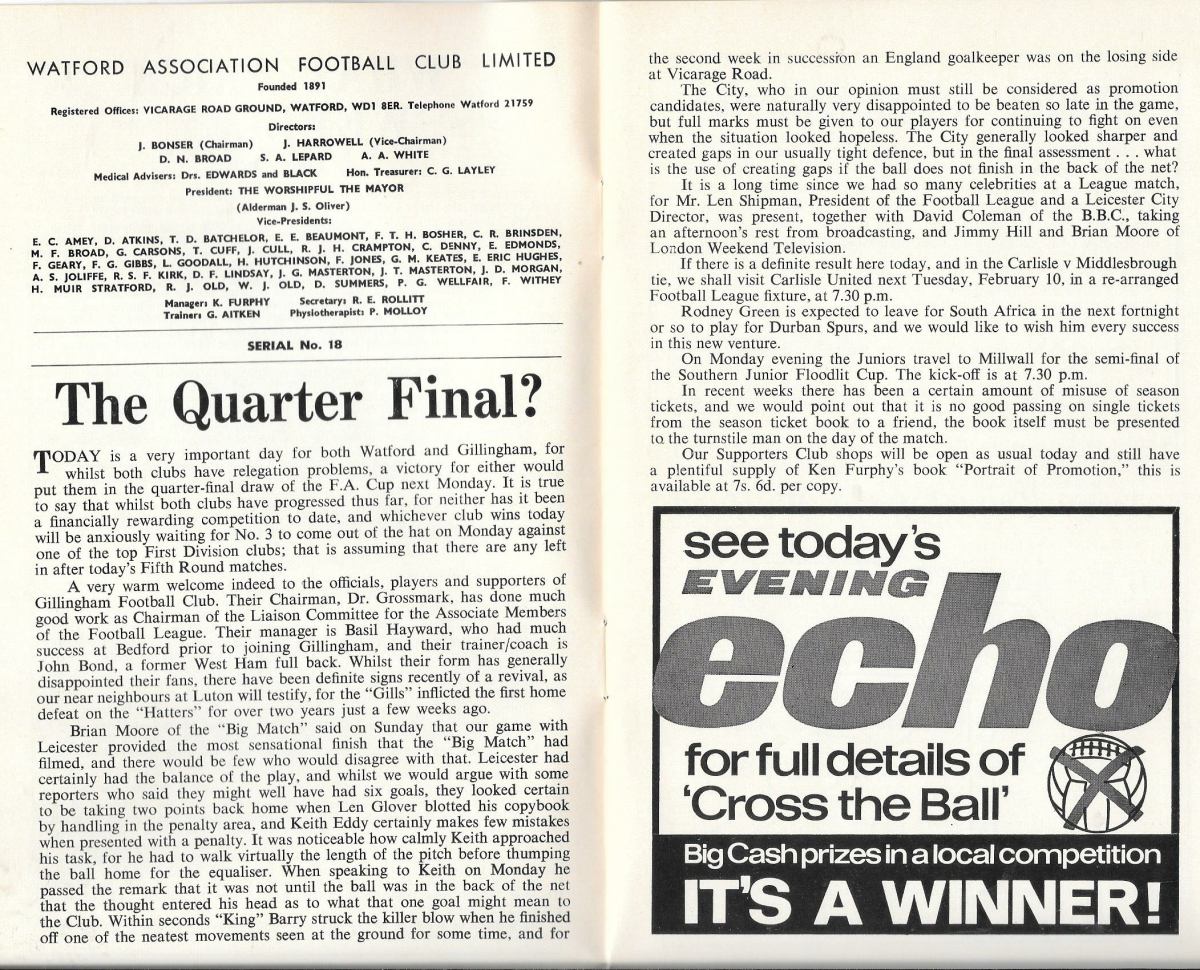 WATFORD ASSOCIATION FOOTBALL CLUB LIMITED
Founded 1891
Registered Offices: VICARAGE ROAD GROUND, WATFORD, WD1 8ER. Telephone Watford 21759
Directors:
J. BONSER (Chairman) J. HARROWELL (Vice-Chairman)
D. N. BROAD S. A. LEPARD A. A. WHITE
Medical Advisers: Drs. EDWARDS and BLACK Hon. Treasurer: C. G. LAYLEY
President: THE WORSHIPFUL THE MAYOR
(Alderman J. S. Oliver)
Vice-Presidents:
E. C. AMEY, D. ATKINS, T. D. BATCHELOR, E. E. BEAUMONT, F. T. H. BOSHER, C. R. BRINSDEN,
M. F. BROAD, G. CARSONS, T. CUFF, J. CULL, R. J. H. CRAMPTON, C. DENNY, E. EDMONDS,
F. GEARY, F. G. GIBBS, L. GOODALL, H. HUTCHINSON, F. JONES, G. M. KEATES, E. ERIC HUGHES,
A. S. JOLIFFE, R. S. F. KIRK, D. F. LINDSAY, J. G. MASTERTON, J. T. MASTERTON, J. D. MORGAN,
H. MUIR STRATFORD, R. J. OLD, W. J. OLD, D. SUMMERS, P. G. WELLFAIR, F. WITHEY
Manager: K. FURPHY Secretary: R. E. ROLLITT
Trainer: G. AITKEN Physiotherapist: P. MOLLOY
SERIAL No. 18
The Quarter Final?
TODAY is a very important day for both Watford and Gillingham, for
whilst both clubs have relegation problems, a victory for either would
put them in the quarter-final draw of the F.A. Cup next Monday. It is true
to say that whilst both clubs have progressed thus far, for neither has it been
a financially rewarding competition to date, and whichever club wins today
will be anxiously waiting for No. 3 to come out of the hat on Monday against
one of the top First Division clubs; that is assuming that there are any left
in after today's Fifth Round matches.
A very warm welcome indeed to the officials, players and supporters of
Gillingham Football Club. Their Chairman, Dr. Grossmark, has done much
good work as Chairman of the Liaison Committee for the Associate Members
of the Football League. Their manager is Basil Hayward, who had much
success at Bedford prior to joining Gillingham, and their trainer/coach is
John Bond, a former West Ham full back. Whilst their form has generally
disappointed their fans, there have been definite signs recently of a revival, as
our near neighbours at Luton will testify, for the "Gills" inflicted the first home
defeat on the "Hatters" for over two years just a few weeks ago.
Brian Moore of the "Big Match" said on Sunday that our game with
Leicester provided the most sensational finish that the "Big Match" had
filmed, and there would be few who would disagree with that. Leicester had
certainly had the balance of the play, and whilst we would argue with some
reporters who said they might well have had six goals, they looked certain
to be taking two points back home when Len Glover blotted his copybook
by handling in the penalty area, and Keith Eddy certainly makes few mistakes
when presented with a penalty. It was noticeable how calmly Keith approached
his task, for he had to walk virtually the length of the pitch before thumping
the ball home for the equaliser. When speaking to Keith on Monday he
passed the remark that it was not until the ball was in the back of the net
that the thought entered his head as to what that one goal might mean to
the Club. Within seconds "King" Barry struck the killer blow when he finished
off one of the neatest movements seen at the ground for some time, and for
the second week in succession an England goalkeeper was on the losing side
at Vicarage Road.
The City, who in our opinion must still be considered as promotion
candidates, were naturally very disappointed to be beaten so late in the game,
but full marks must be given to our players for continuing to fight on even
when the situation looked hopeless. The City generally looked sharper and
created gaps in our usually tight defence, but in the final assessment . . . what
is the use of creating gaps if the ball does not finish in the back of the net?
It is a long time since we had so many celebrities at a League match,
for Mr. Len Shipman, President of the Football League and a Leicester City
Director, was present, together with David Coleman of the B.B.C., taking
an afternoon's rest from broadcasting, and Jimmy Hill and Brian Moore of
London Weekend Television.
If there is a definite result here today, and in the Carlisle v Middlesbrough
tie, we shall visit Carlisle United next Tuesday, February 10, in a re-arranged
Football League fixture, at 7.30 p.m.
Rodney Green is expected to leave for South Africa in the next fortnight
or so to play for Durban Spurs, and we would like to wish him every success
in this new venture.
On Monday evening the Juniors travel to Millwall for the semi-final of
the Southern Junior Floodlit Cup. The kick-off is at 7.30 p.m.
In recent weeks there has been a certain amount of misuse of season
tickets, and we would point out that it is no good passing on single tickets
from the season ticket book to a friend, the book itself must be presented
to the turnstile man on the day of the match.
Our Supporters Club shops will be open as usual today and still have
a plentiful supply of Ken Furphy's book "Portrait of Promotion," this is
available at 7s. 6d. per copy.
see today's
EVENING
echo
for full details of
'Cross the Ball'
Big Cash prizes in a local competition
IT'S A WINNER!